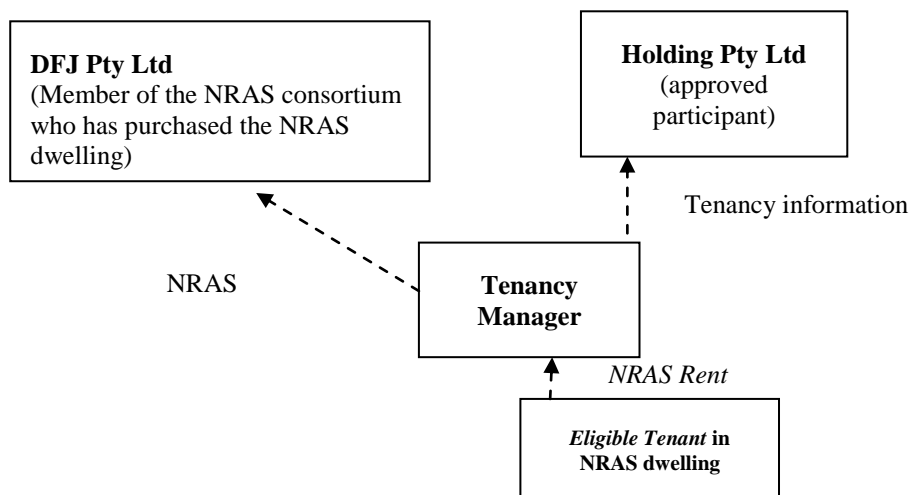 DFJ Pty Ltd
(Member of the NRAS consortium
who has purchased the NRAS
dwelling)
Holding Pty Ltd
(approved
participant)
Tenancy information
NRAS
Tenancy
Manager
NRAS Rent
Eligible Tenant in
NRAS dwelling